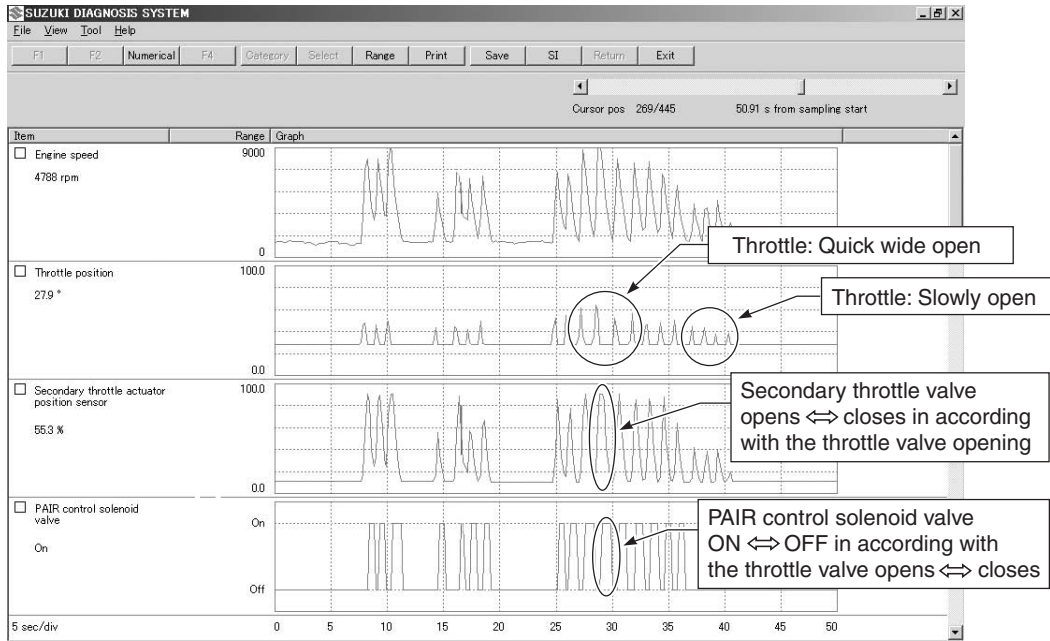 SUZUKI DIAGNOSIS SYSTEM
File View Tool Help
F1 F2 Numerical F4 Category Select Range Print Save SI Return Exit
Cursor pos 269/445 50.91 s from sampling start
Item Range Graph
Engine speed 9000
4788 rpm
0
Throttle: Quick wide open
Throttle position 100.0
27.9 °
Throttle: Slowly open
0.0
Secondary throttle actuator 100.0
position sensor
55.3 %
Secondary throttle valve
opens ⇔ closes in according
with the throttle valve opening
0.0
PAIR control solenoid
valve
On
On
Off
PAIR control solenoid valve
ON ⇔ OFF in according with
the throttle valve opens ⇔ closes
5 sec/div 0 5 10 15 20 25 30 35 40 45 50